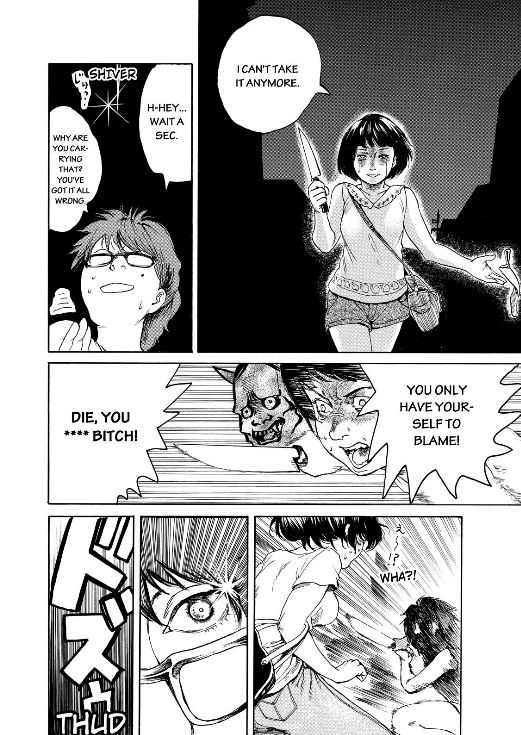 I CAN'T TAKE
IT ANYMORE.
SHIVER
H-HEY...
WAIT A
SEC.
WHY ARE
YOU CAR-
RYING
THAT?
YOU'VE
GOT IT ALL
WRONG.
YOU ONLY
HAVE YOUR-
SELF TO
BLAME!
DIE, YOU
**** BITCH!
え〜!?
WHA?!
ドズゥ
THUD